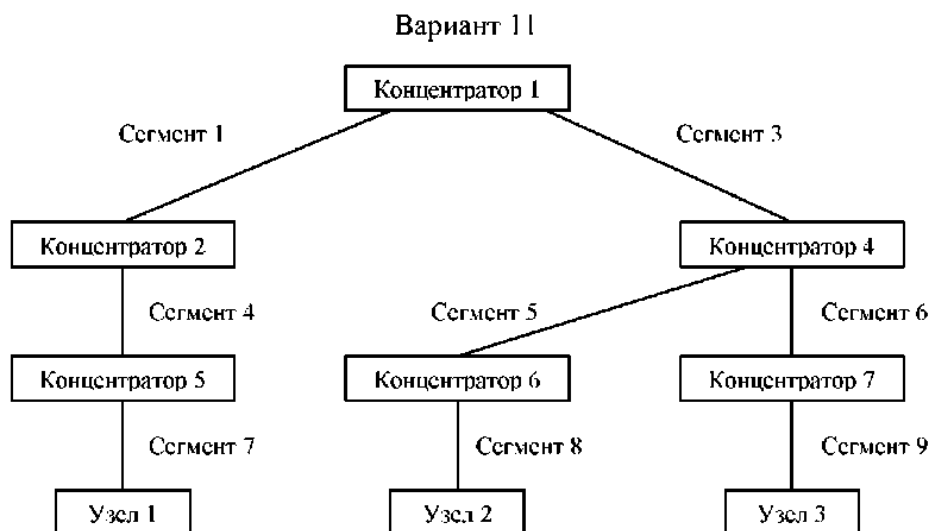 Вариант 11
Концентратор 1
Сегмент 1
Сегмент 3
Концентратор 2
Концентратор 4
Сегмент 4
Сегмент 5
Сегмент 6
Концентратор 5
Концентратор 6
Концентратор 7
Сегмент 7
Сегмент 8
Сегмент 9
Узел 1
Узел 2
Узел 3